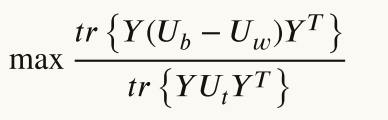 max tr {Y(U_b − U_w)Y^T} / tr {YU_tY^T}